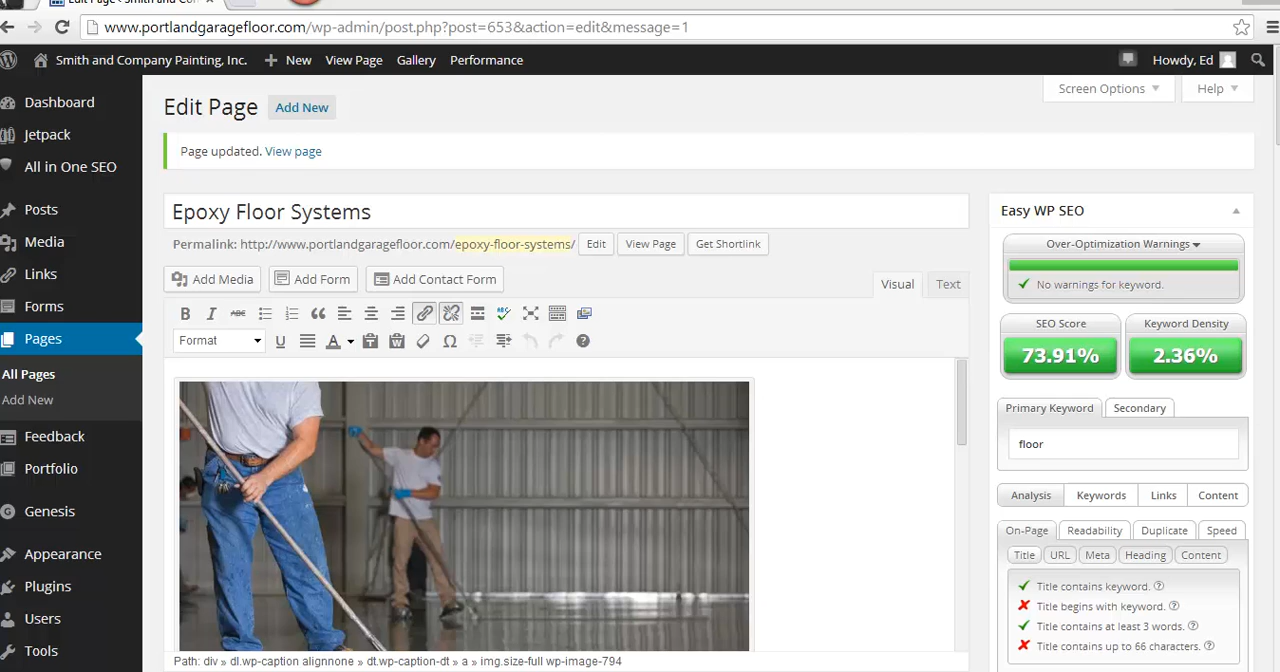 Edit Page ‹ Smith and Com
www.portlandgaragefloor.com/wp-admin/post.php?post=653&action=edit&message=1
Smith and Company Painting, Inc. New View Page Gallery Performance Howdy, Ed
Screen Options Help
Dashboard
Jetpack
All in One SEO
Posts
Media
Links
Forms
Pages
All Pages
Add New
Feedback
Portfolio
Genesis
Appearance
Plugins
Users
Tools
Edit Page Add New
Page updated. View page
Epoxy Floor Systems
Permalink: http://www.portlandgaragefloor.com/epoxy-floor-systems/ Edit View Page Get Shortlink
Add Media Add Form Add Contact Form
Visual Text
B I ABC ABC
Format U A T W Ω ?
Path: div » dl.wp-caption alignnone » dt.wp-caption-dt » a » img.size-full wp-image-794
Easy WP SEO
Over-Optimization Warnings
No warnings for keyword.
SEO Score Keyword Density
73.91% 2.36%
Primary Keyword Secondary
floor
Analysis Keywords Links Content
On-Page Readability Duplicate Speed
Title URL Meta Heading Content
Title contains keyword. ?
Title begins with keyword. ?
Title contains at least 3 words. ?
Title contains up to 66 characters. ?